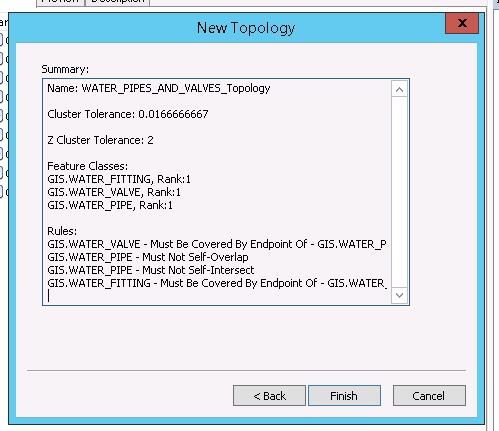 New Topology
x
Summary:
Name: WATER_PIPES_AND_VALVES_Topology
Cluster Tolerance: 0.0166666667
Z Cluster Tolerance: 2
Feature Classes:
GIS.WATER_FITTING, Rank:1
GIS.WATER_VALVE, Rank:1
GIS.WATER_PIPE, Rank:1
Rules:
GIS.WATER_VALVE - Must Be Covered By Endpoint Of - GIS.WATER_P
GIS.WATER_PIPE - Must Not Self-Overlap
GIS.WATER_PIPE - Must Not Self-Intersect
GIS.WATER_FITTING - Must Be Covered By Endpoint Of - GIS.WATER_
< Back
Finish
Cancel